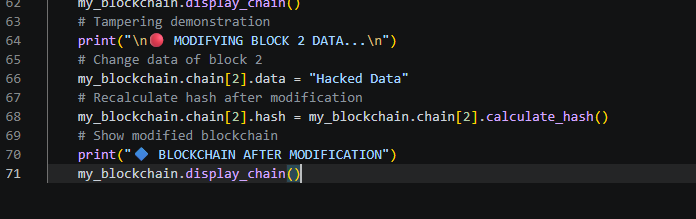 62 my_blockchain.display_chain()
63 # Tampering demonstration
64 print("\n🔴 MODIFYING BLOCK 2 DATA...\n")
65 # Change data of block 2
66 my_blockchain.chain[2].data = "Hacked Data"
67 # Recalculate hash after modification
68 my_blockchain.chain[2].hash = my_blockchain.chain[2].calculate_hash()
69 # Show modified blockchain
70 print("🔷 BLOCKCHAIN AFTER MODIFICATION")
71 my_blockchain.display_chain()